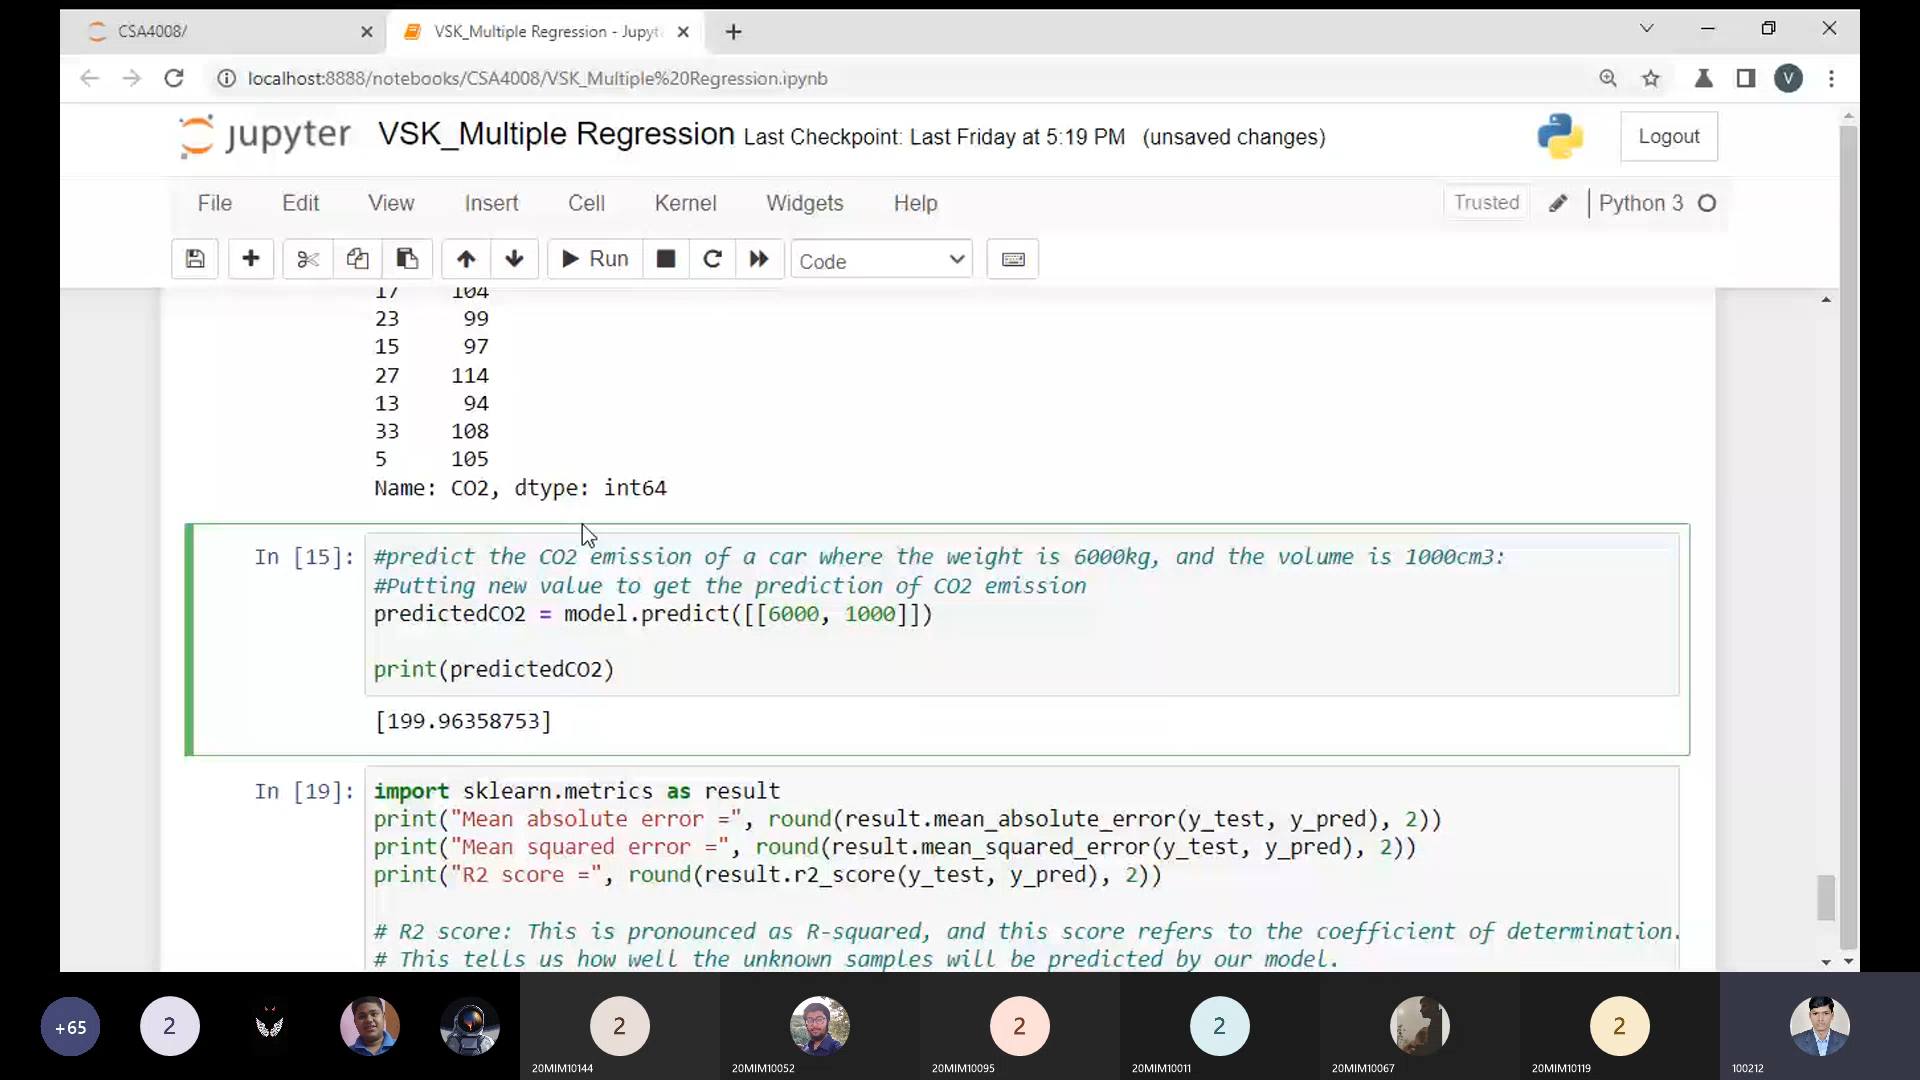 CSA4008/
VSK_Multiple Regression - Jupyt
localhost:8888/notebooks/CSA4008/VSK_Multiple%20Regression.ipynb
V
jupyter VSK_Multiple Regression Last Checkpoint: Last Friday at 5:19 PM (unsaved changes)
Logout
File Edit View Insert Cell Kernel Widgets Help
Trusted
Python 3
Run
Code
17 104
23 99
15 97
27 114
13 94
33 108
5 105
Name: CO2, dtype: int64
In [15]:
#predict the CO2 emission of a car where the weight is 6000kg, and the volume is 1000cm3:
#Putting new value to get the prediction of CO2 emission
predictedCO2 = model.predict([[6000, 1000]])
print(predictedCO2)
[199.96358753]
In [19]:
import sklearn.metrics as result
print("Mean absolute error =", round(result.mean_absolute_error(y_test, y_pred), 2))
print("Mean squared error =", round(result.mean_squared_error(y_test, y_pred), 2))
print("R2 score =", round(result.r2_score(y_test, y_pred), 2))
# R2 score: This is pronounced as R-squared, and this score refers to the coefficient of determination.
# This tells us how well the unknown samples will be predicted by our model.
+65
2
2
2
2
2
20MIM10144
20MIM10052
20MIM10095
20MIM10011
20MIM10067
20MIM10119
100212